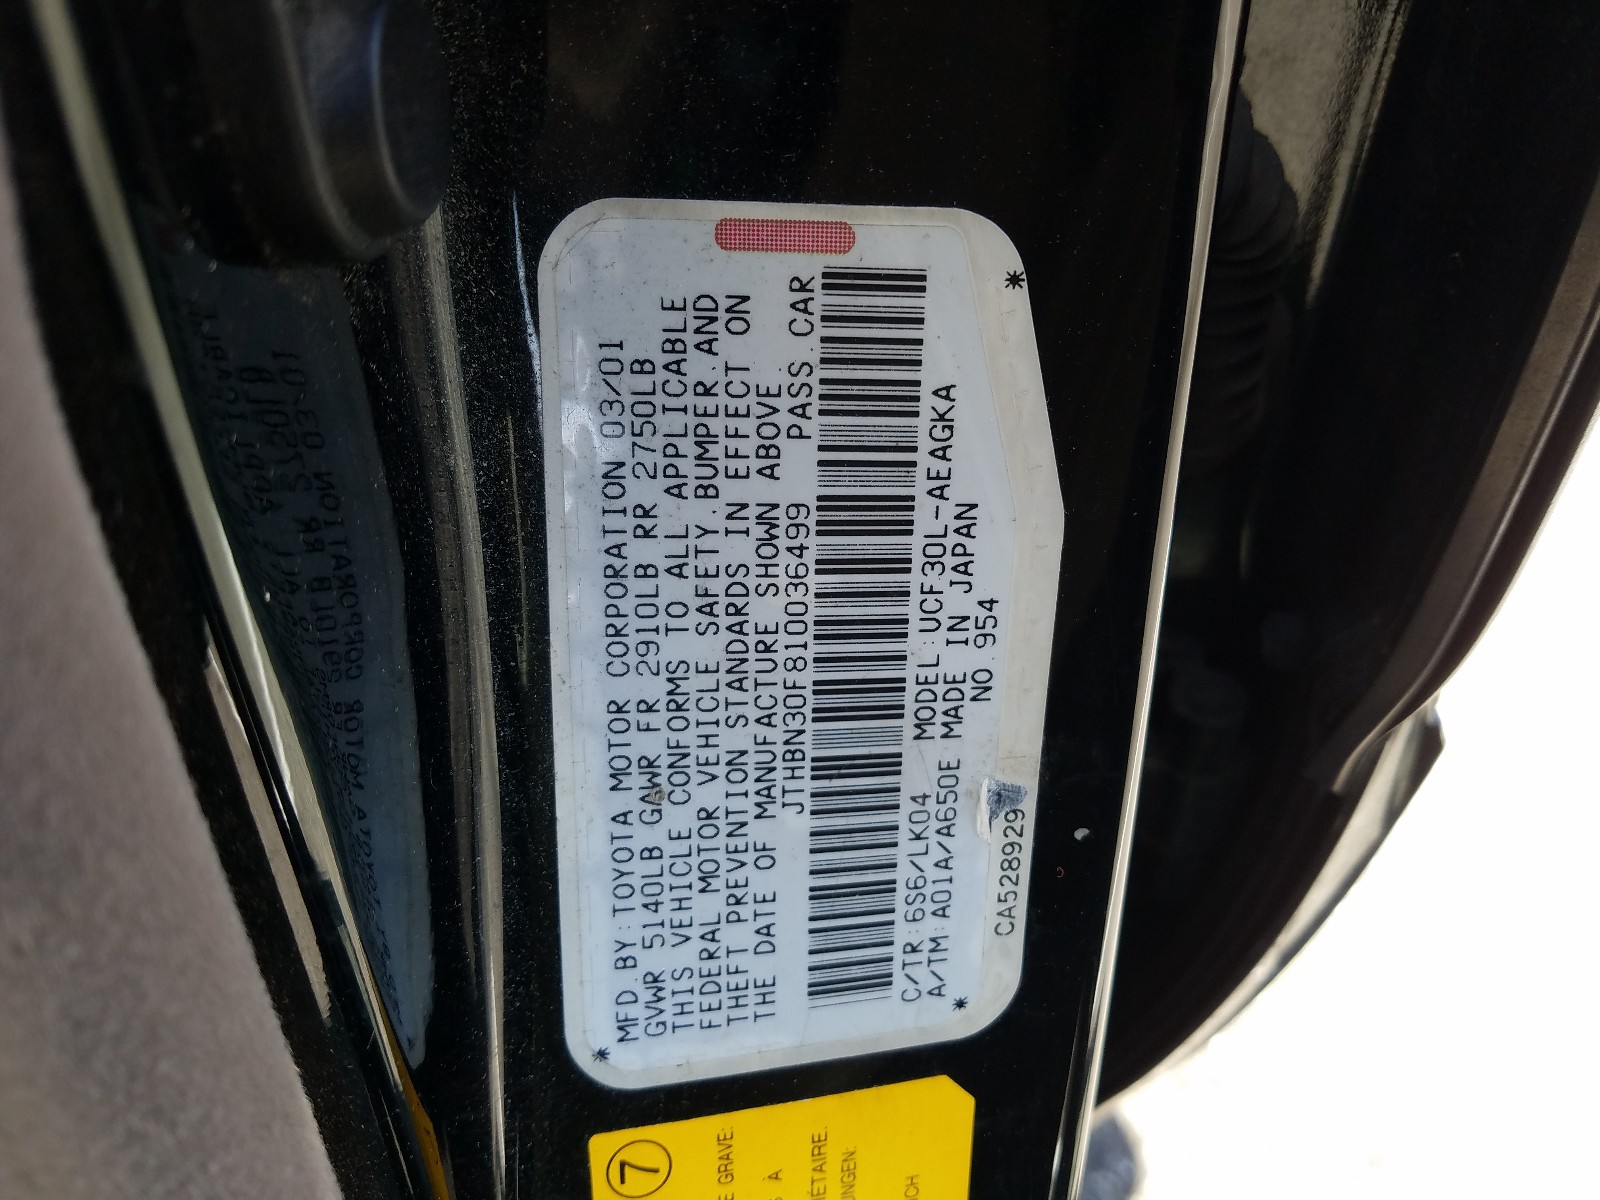 MFD.BY:TOYOTA MOTOR CORPORATION 03/01
GVWR 5140LB GAWR FR 2910LB RR 2750LB
THIS VEHICLE CONFORMS TO ALL APPLICABLE
FEDERAL MOTOR VEHICLE SAFETY.BUMPER.AND
THEFT PREVENTION STANDARDS IN EFFECT ON
THE DATE OF MANUFACTURE SHOWN ABOVE.
JTHBN30F810036499 PASS.CAR
C/TR:6S6/LK04 MODEL:UCF30L-AEAGKA
A/TM:A01A/A650E MADE IN JAPAN
NO.954
CA528929
7
GRAVE:
À